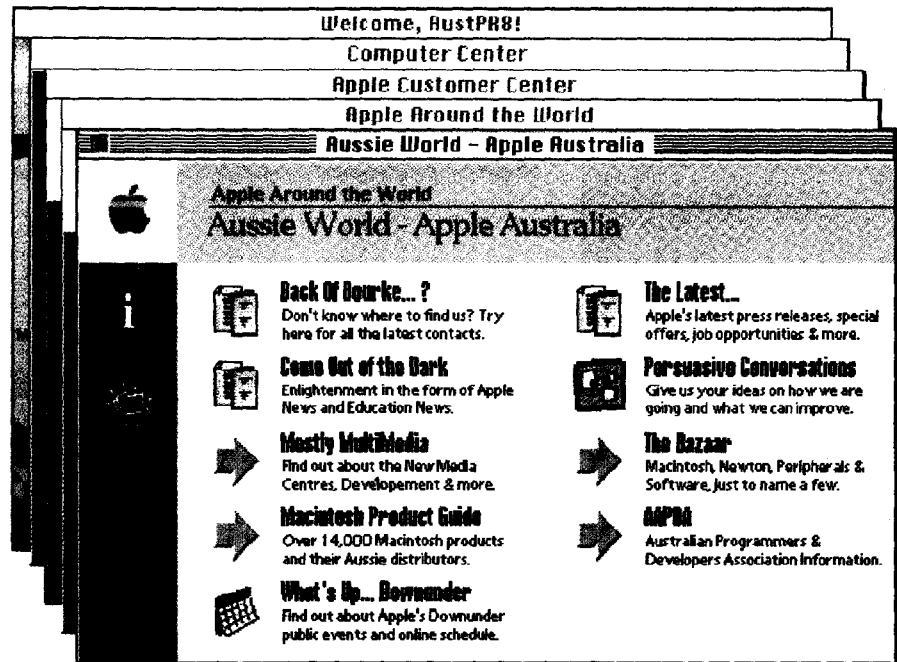 Welcome, AustPR8!
Computer Center
Apple Customer Center
Apple Around the World
Aussie World - Apple Australia
Apple Around the World
Aussie World - Apple Australia
i
Back Of Bourke... ?
Don't know where to find us? Try
here for all the latest contacts.
Come Out of the Dark
Enlightenment in the form of Apple
News and Education News.
Mostly MultiMedia
Find out about the New Media
Centres, Developement & more.
Macintosh Product Guide
Over 14,000 Macintosh products
and their Aussie distributors.
What's Up... Downunder
Find out about Apple's Downunder
public events and online schedule.
The Latest...
Apple's latest press releases, special
offers, job opportunities & more.
Persuasive Conversations
Give us your ideas on how we are
going and what we can improve.
The Bazaar
Macintosh, Newton, Peripherals &
Software, just to name a few.
AAPDA
Australian Programmers &
Developers Association Information.